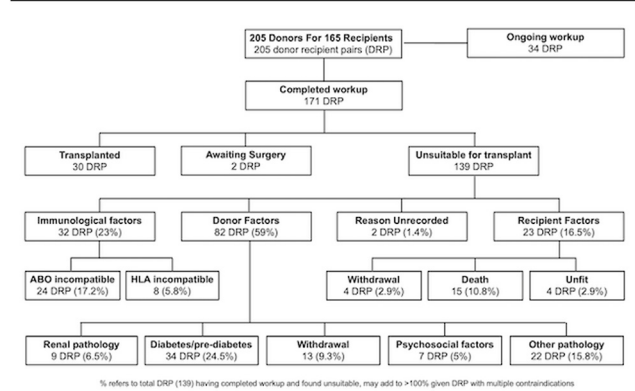 205 Donors For 165 Recipients
205 donor recipient pairs (DRP)
Ongoing workup
34 DRP
Completed workup
171 DRP
Transplanted
30 DRP
Awaiting Surgery
2 DRP
Unsuitable for transplant
139 DRP
Immunological factors
32 DRP (23%)
Donor Factors
82 DRP (59%)
Reason Unrecorded
2 DRP (1.4%)
Recipient Factors
23 DRP (16.5%)
ABO incompatible
24 DRP (17.2%)
HLA incompatible
8 (5.8%)
Withdrawal
4 DRP (2.9%)
Death
15 (10.8%)
Unfit
4 DRP (2.9%)
Renal pathology
9 DRP (6.5%)
Diabetes/pre-diabetes
34 DRP (24.5%)
Withdrawal
13 (9.3%)
Psychosocial factors
7 DRP (5%)
Other pathology
22 DRP (15.8%)
% refers to total DRP (139) having completed workup and found unsuitable, may add to >100% given DRP with multiple contraindications